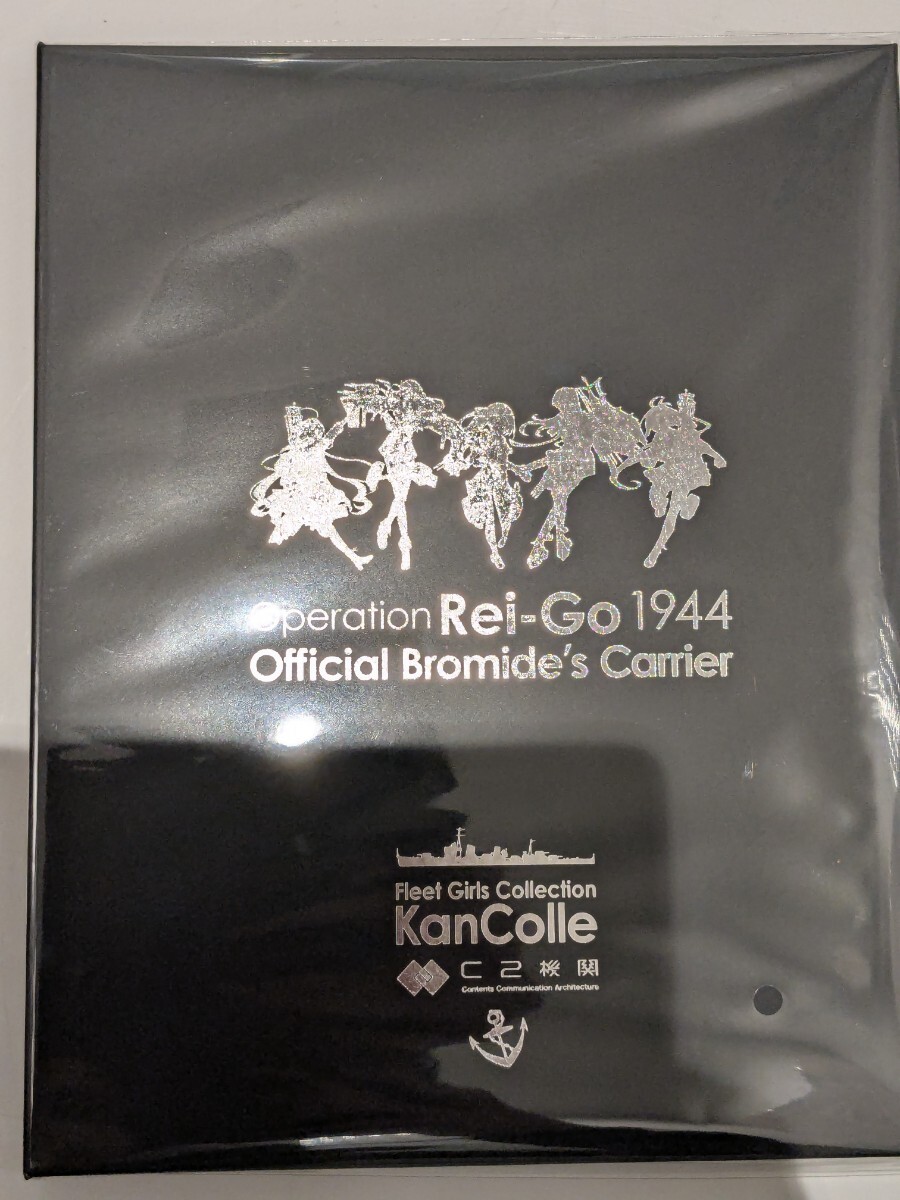 Operation Rei-Go 1944
Official Bromide's Carrier
Fleet Girls Collection
KanColle
C2機関
Contents Communication Architecture